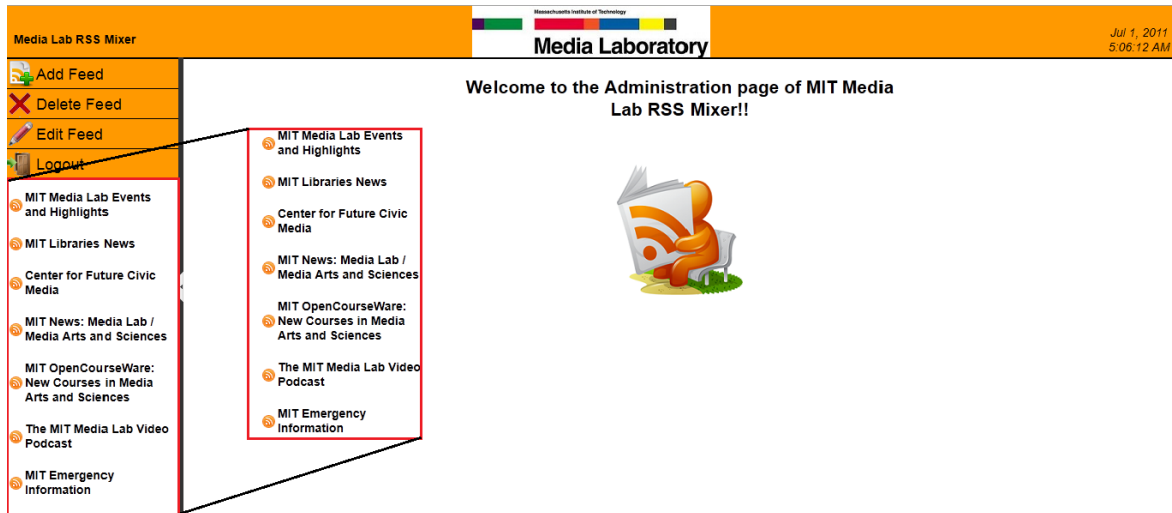 Media Lab RSS Mixer
Massachusetts Institute of Technology
Media Laboratory
Jul 1, 2011
5:06:12 AM
Add Feed
Delete Feed
Edit Feed
Logout
MIT Media Lab Events
and Highlights
MIT Libraries News
Center for Future Civic
Media
MIT News: Media Lab /
Media Arts and Sciences
MIT OpenCourseWare:
New Courses in Media
Arts and Sciences
The MIT Media Lab Video
Podcast
MIT Emergency
Information
MIT Media Lab Events
and Highlights
MIT Libraries News
Center for Future Civic
Media
MIT News: Media Lab /
Media Arts and Sciences
MIT OpenCourseWare:
New Courses in Media
Arts and Sciences
The MIT Media Lab Video
Podcast
MIT Emergency
Information
Welcome to the Administration page of MIT Media
Lab RSS Mixer!!